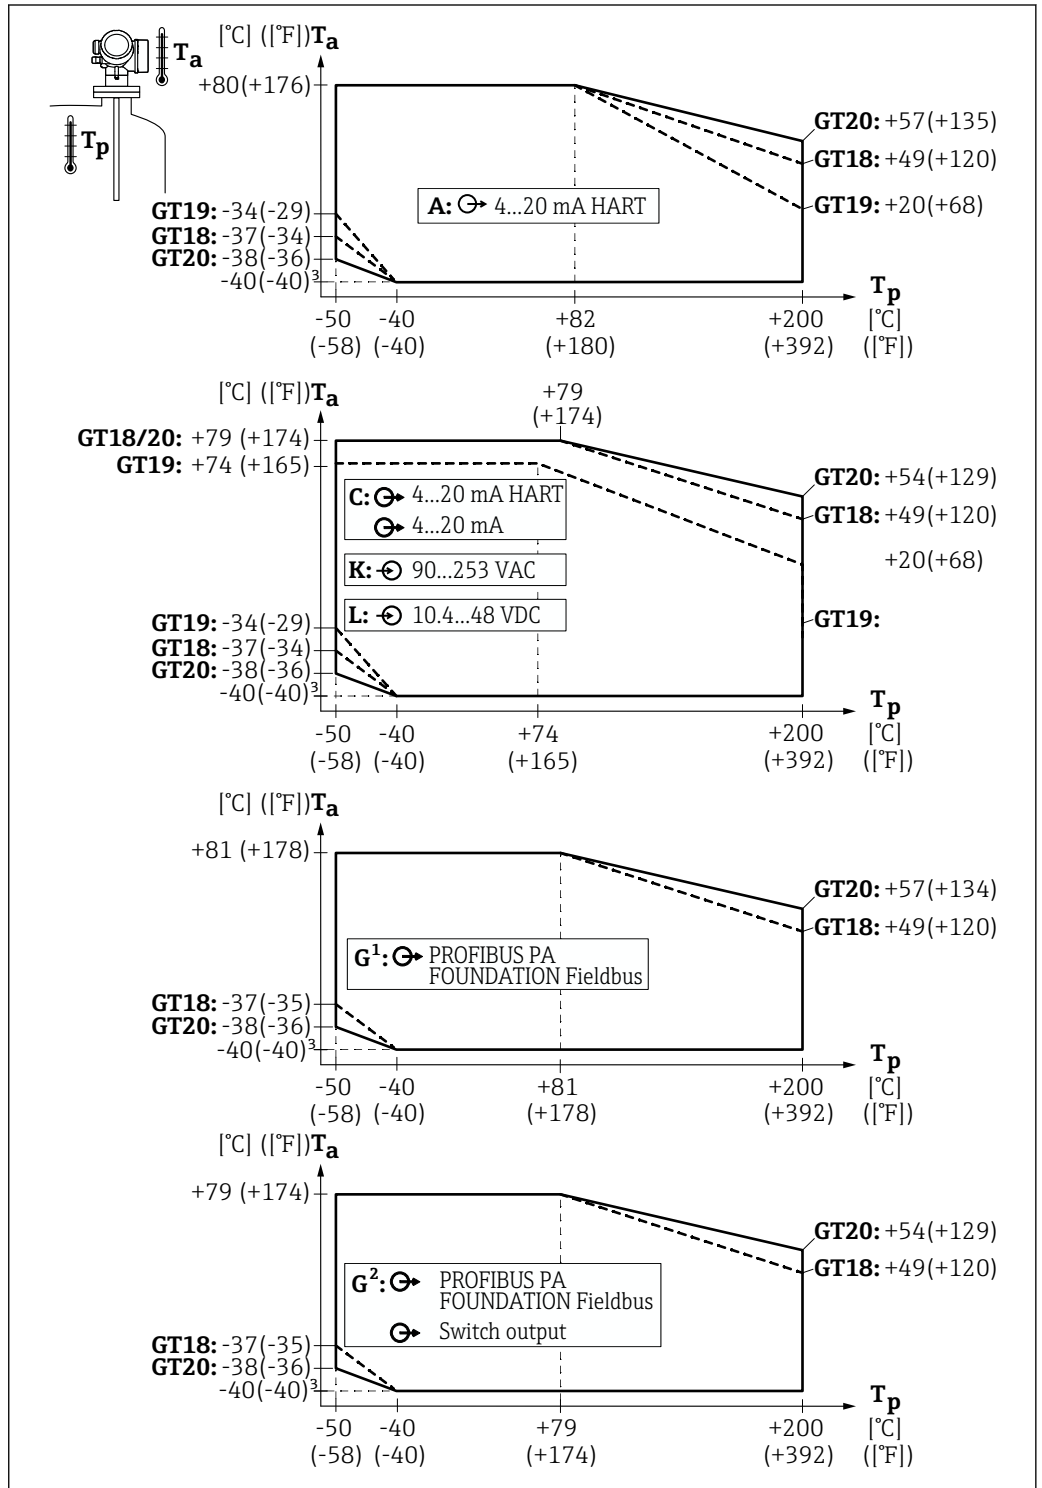 [°C] ([°F]) Ta
Ta
+80(+176)
Tp
GT20: +57(+135)
GT18: +49(+120)
GT19: +20(+68)
A: 4...20 mA HART
GT19: -34(-29)
GT18: -37(-34)
GT20: -38(-36)
-40(-40)³
Tp
-50 -40 +82 +200 [°C]
(-58) (-40) (+180) (+392) ([°F])
[°C] ([°F]) Ta
+79
(+174)
GT18/20: +79 (+174)
GT19: +74 (+165)
GT20: +54(+129)
GT18: +49(+120)
+20(+68)
GT19:
C: 4...20 mA HART
4...20 mA
K: 90...253 VAC
L: 10.4...48 VDC
GT19: -34(-29)
GT18: -37(-34)
GT20: -38(-36)
-40(-40)³
Tp
-50 -40 +74 +200 [°C]
(-58) (-40) (+165) (+392) ([°F])
[°C] ([°F]) Ta
+81 (+178)
GT20: +57(+134)
GT18: +49(+120)
G¹: PROFIBUS PA
FOUNDATION Fieldbus
GT18: -37(-35)
GT20: -38(-36)
-40(-40)³
Tp
-50 -40 +81 +200 [°C]
(-58) (-40) (+178) (+392) ([°F])
[°C] ([°F]) Ta
+79 (+174)
GT20: +54(+129)
GT18: +49(+120)
G²: PROFIBUS PA
FOUNDATION Fieldbus
Switch output
GT18: -37(-35)
GT20: -38(-36)
-40(-40)³
Tp
-50 -40 +79 +200 [°C]
(-58) (-40) (+174) (+392) ([°F])